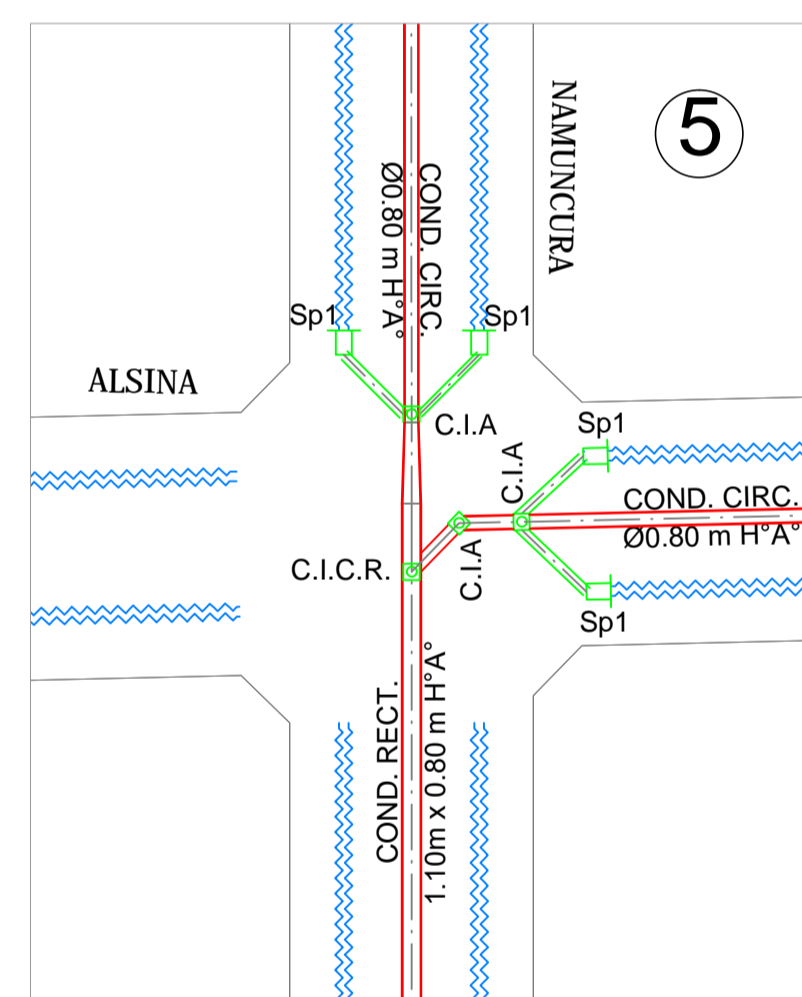 NAMUNCURA
5
COND. CIRC.
Ø0.80 m H°A°
Sp1
Sp1
ALSINA
C.I.A
Sp1
C.I.A
COND. CIRC.
Ø0.80 m H°A°
C.I.A
C.I.C.R.
Sp1
COND. RECT.
1.10m x 0.80 m H°A°